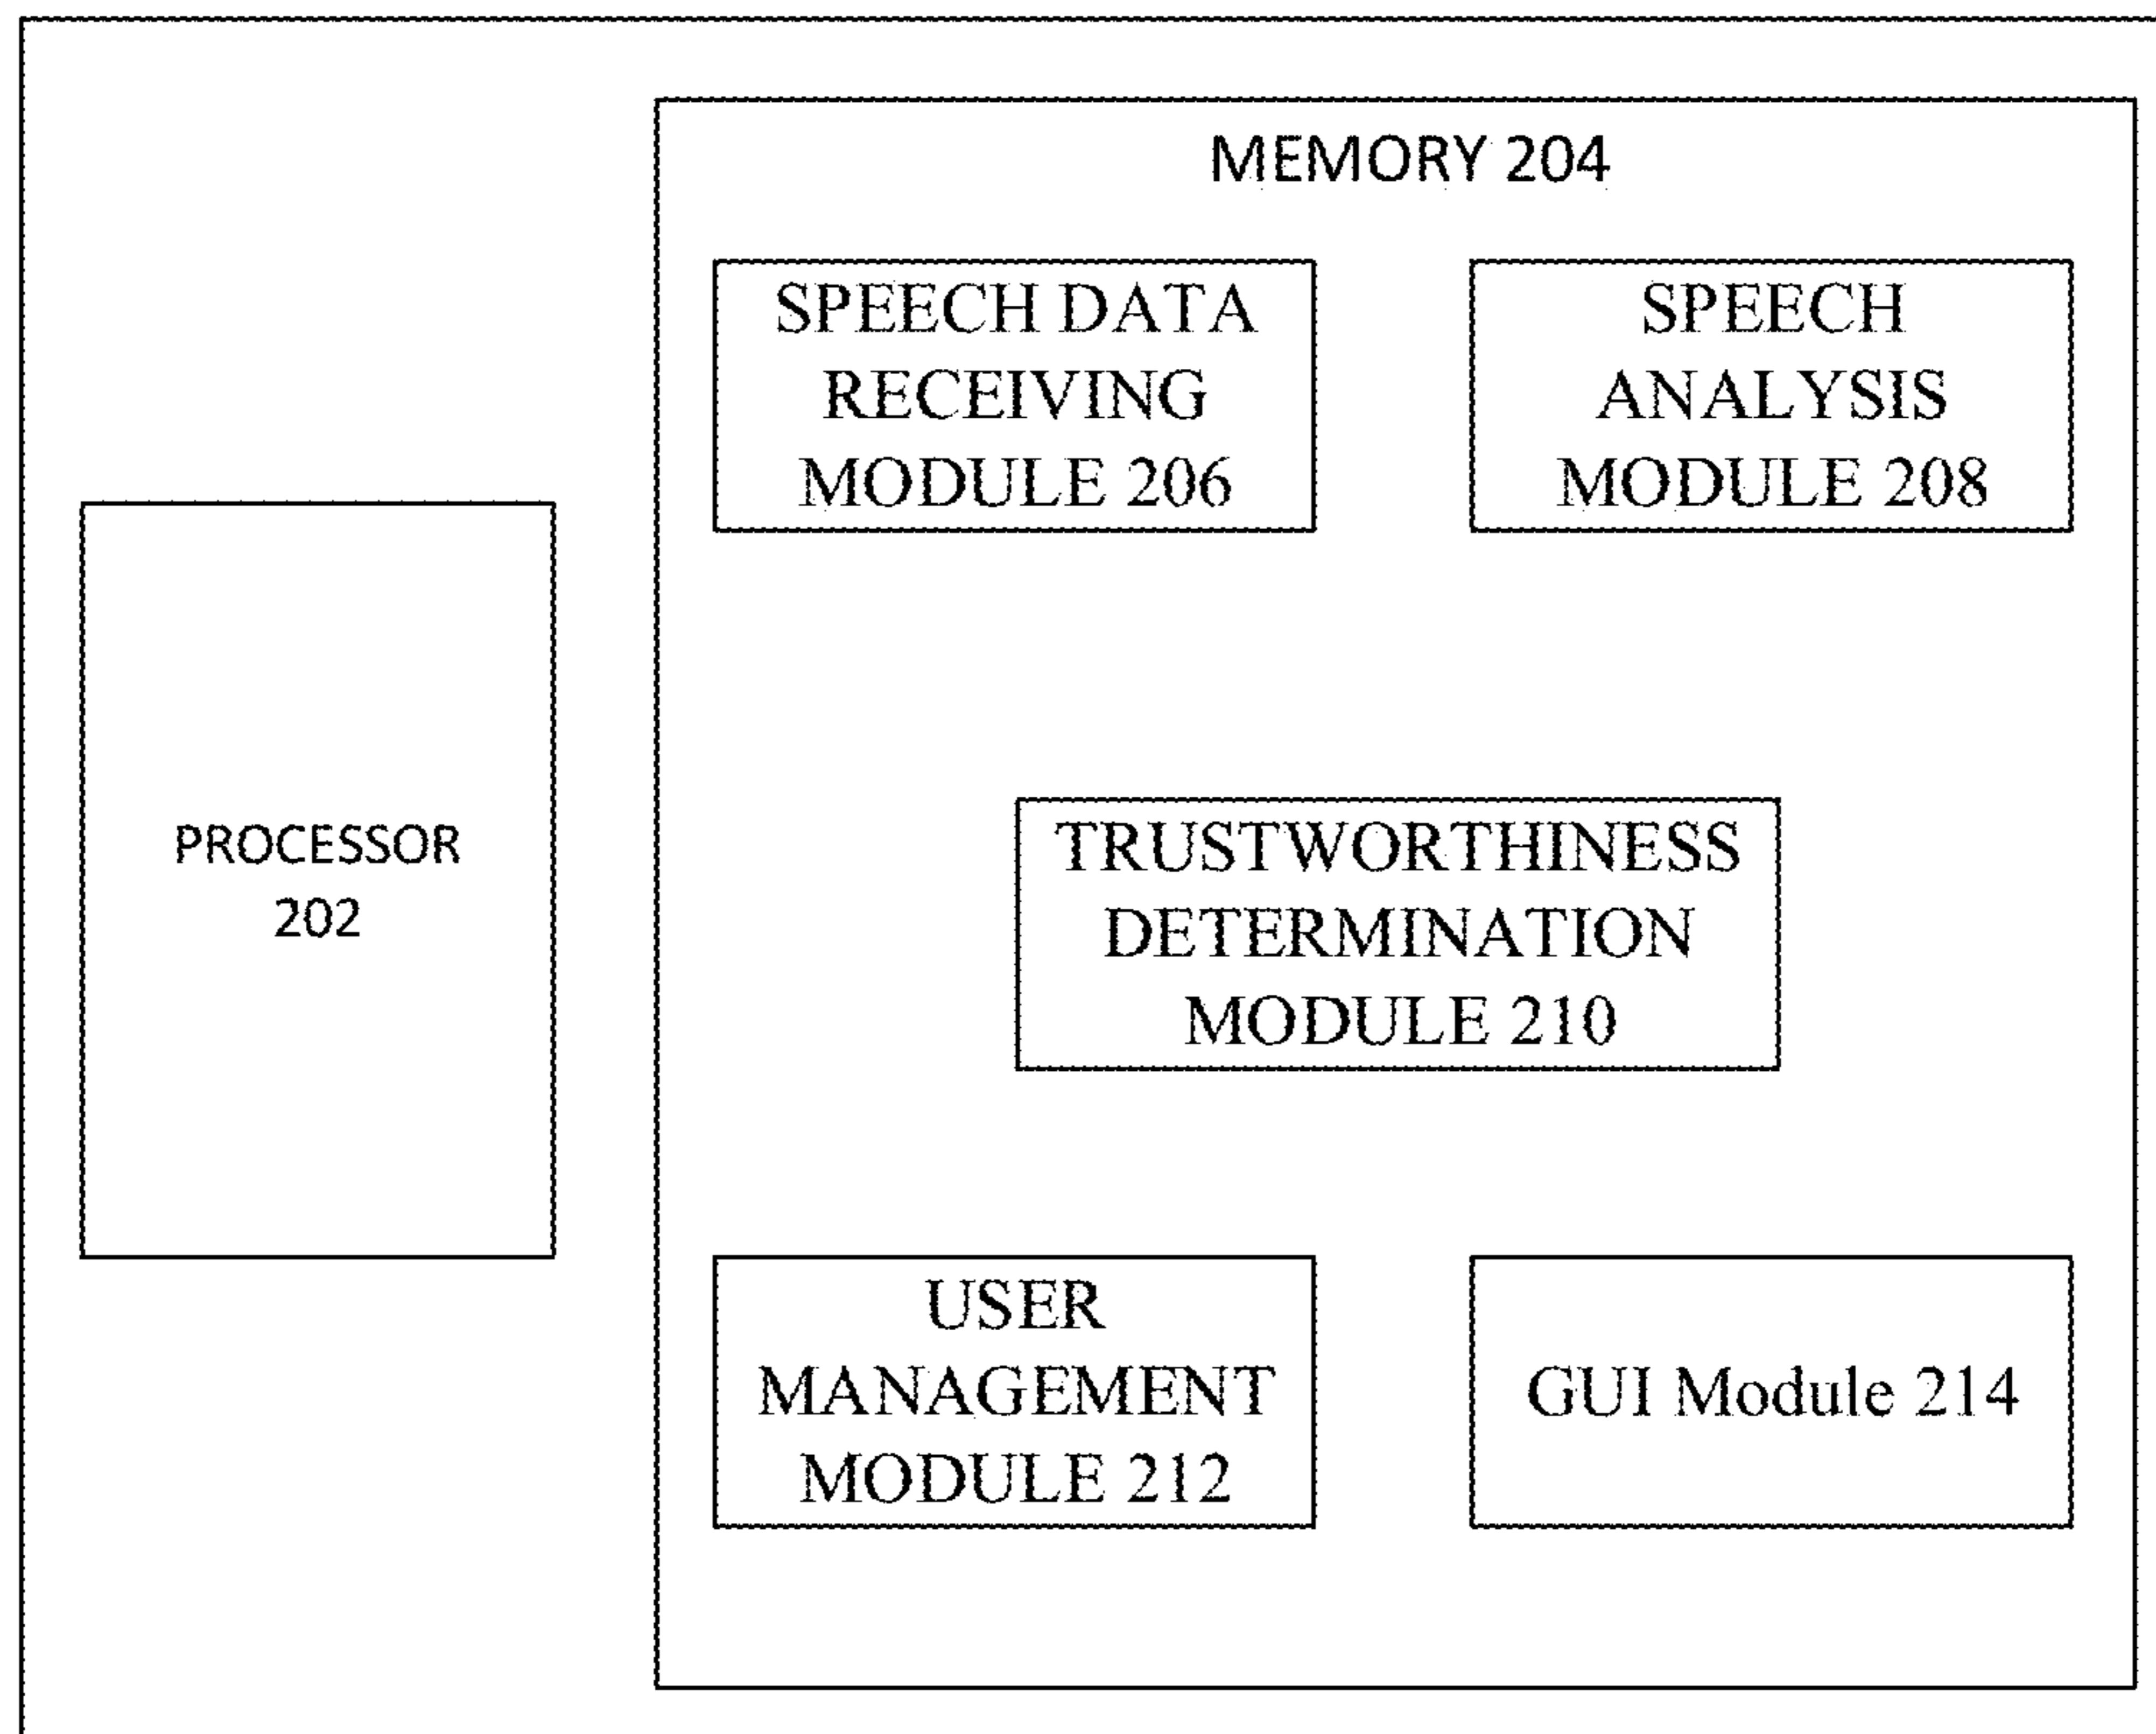 MEMORY 204
SPEECH DATA
RECEIVING
MODULE 206
SPEECH
ANALYSIS
MODULE 208
PROCESSOR
202
TRUSTWORTHINESS
DETERMINATION
MODULE 210
USER
MANAGEMENT
MODULE 212
GUI Module 214